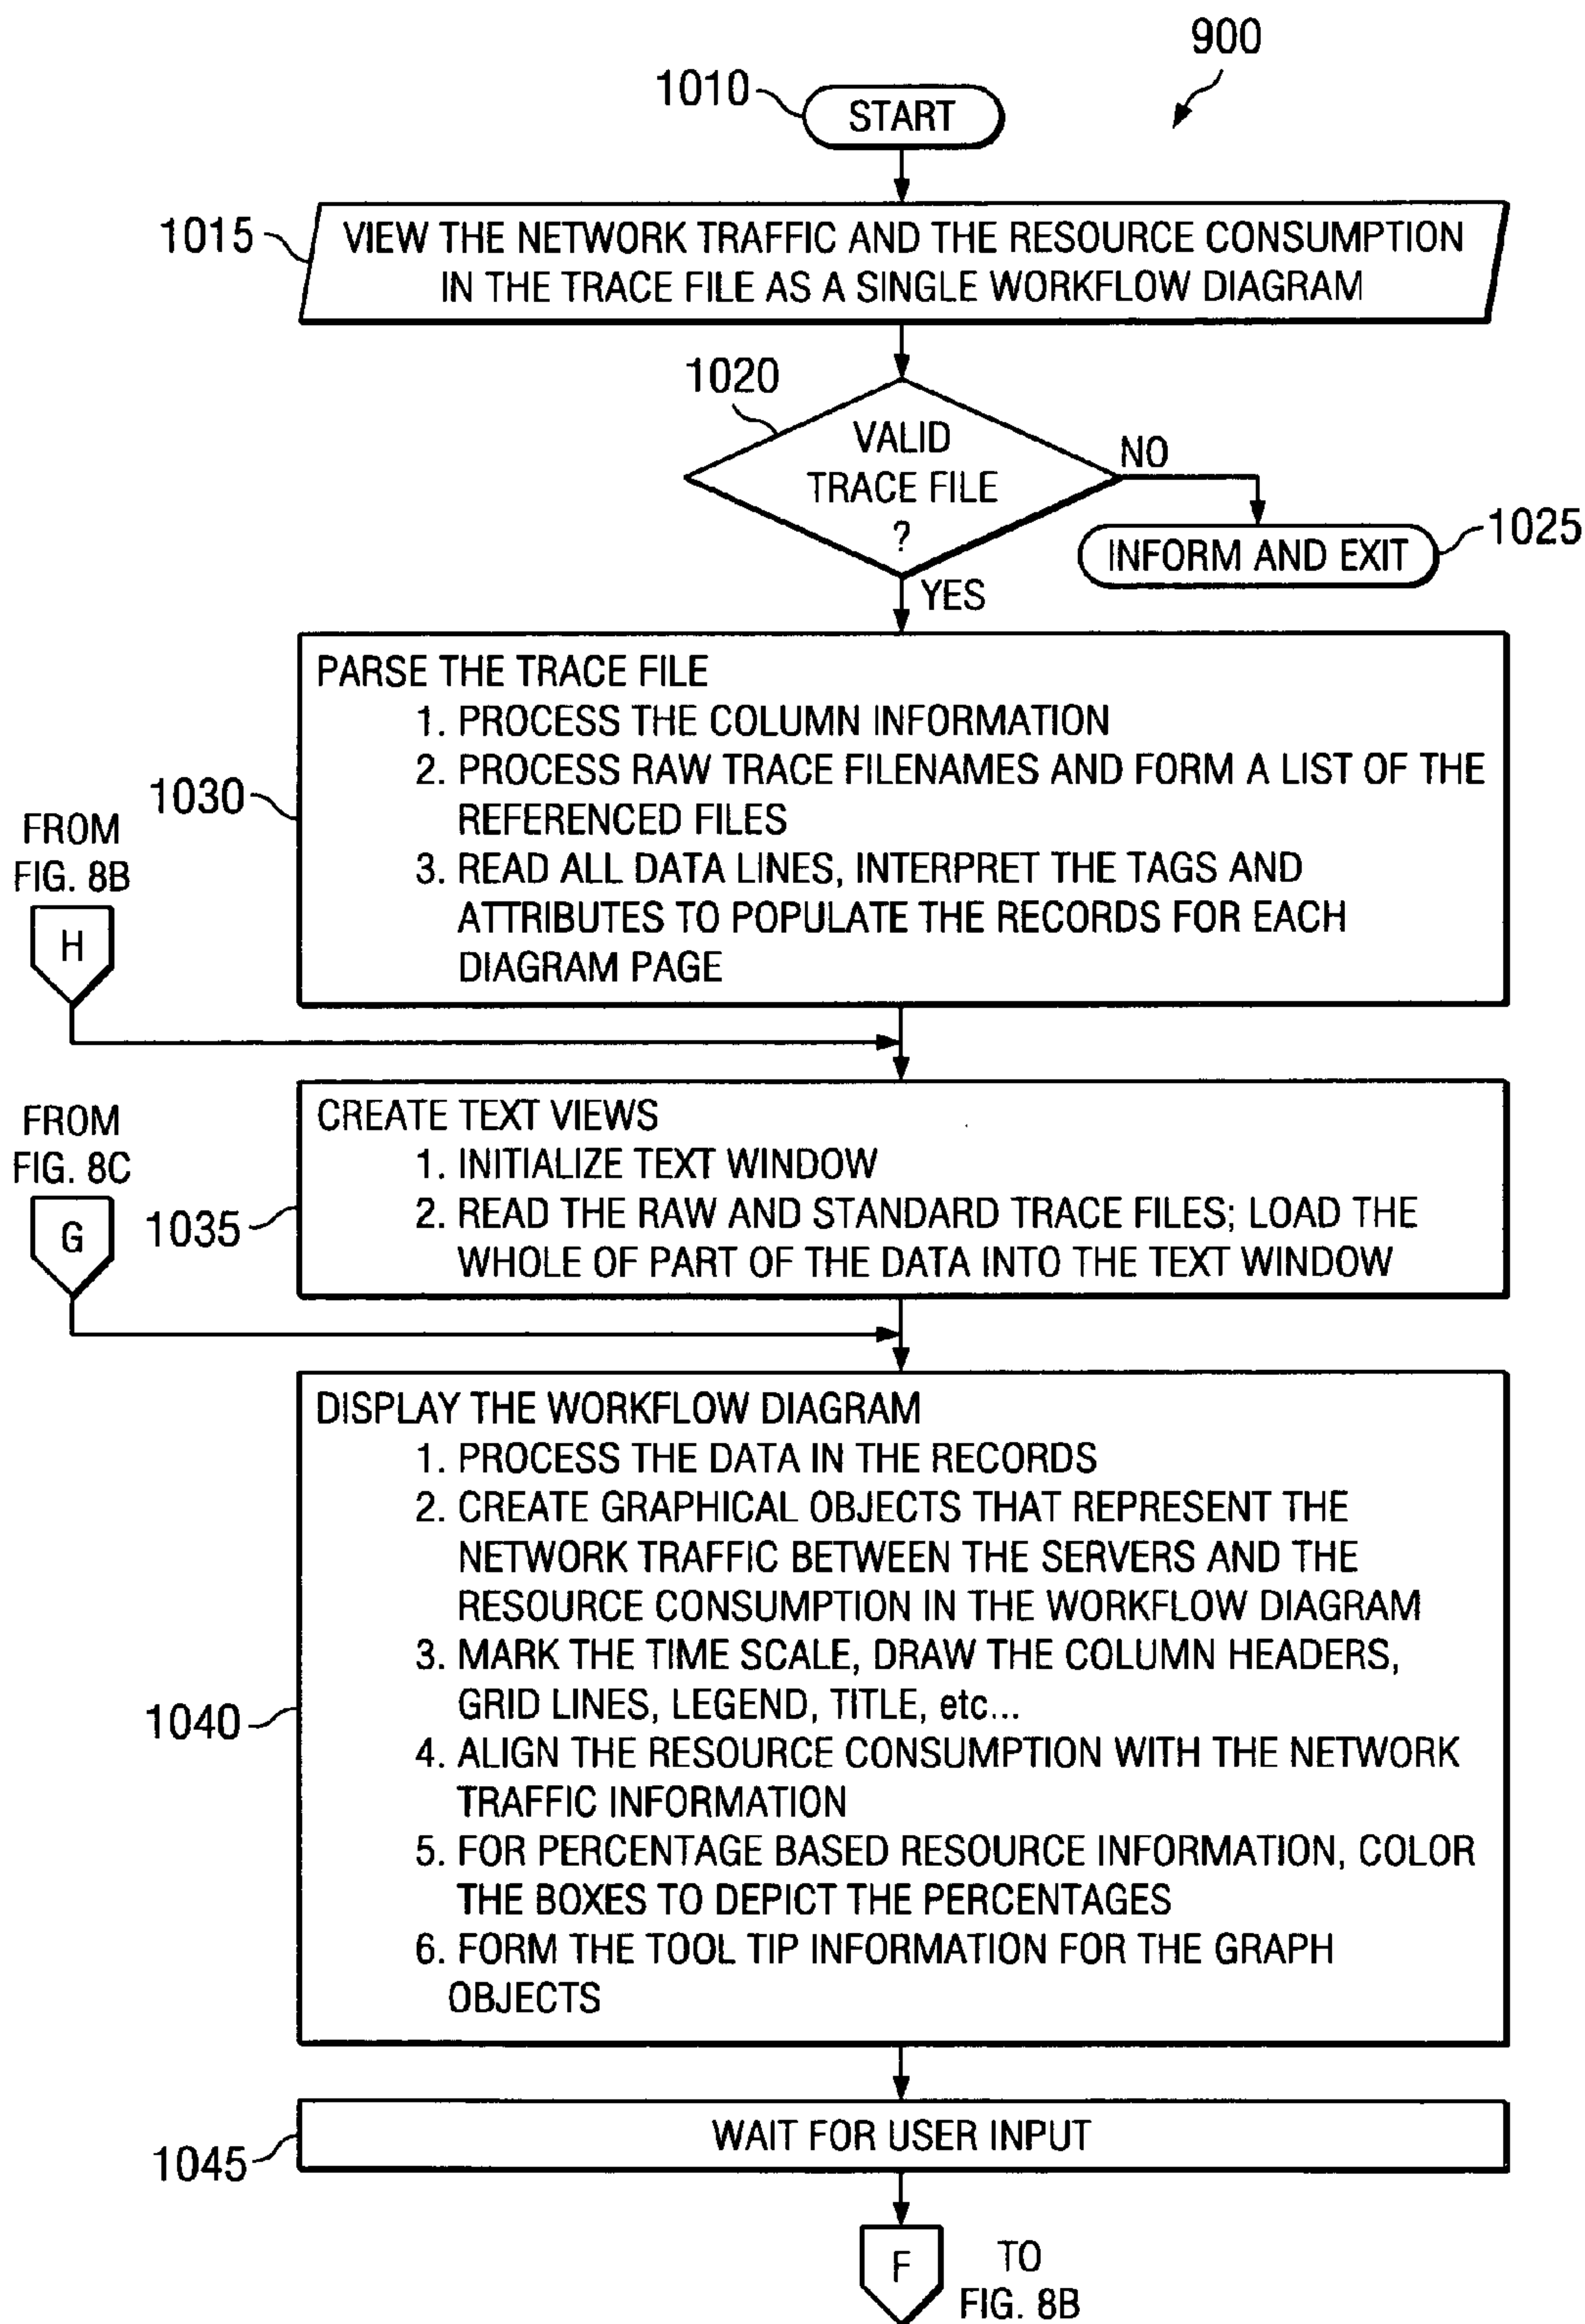 900
1010
START
1015
VIEW THE NETWORK TRAFFIC AND THE RESOURCE CONSUMPTION
IN THE TRACE FILE AS A SINGLE WORKFLOW DIAGRAM
1020
VALID
TRACE FILE
?
NO
1025
INFORM AND EXIT
YES
PARSE THE TRACE FILE
1. PROCESS THE COLUMN INFORMATION
2. PROCESS RAW TRACE FILENAMES AND FORM A LIST OF THE
REFERENCED FILES
3. READ ALL DATA LINES, INTERPRET THE TAGS AND
ATTRIBUTES TO POPULATE THE RECORDS FOR EACH
DIAGRAM PAGE
1030
FROM
FIG. 8B
H
CREATE TEXT VIEWS
1. INITIALIZE TEXT WINDOW
2. READ THE RAW AND STANDARD TRACE FILES; LOAD THE
WHOLE OF PART OF THE DATA INTO THE TEXT WINDOW
FROM
FIG. 8C
G
1035
DISPLAY THE WORKFLOW DIAGRAM
1. PROCESS THE DATA IN THE RECORDS
2. CREATE GRAPHICAL OBJECTS THAT REPRESENT THE
NETWORK TRAFFIC BETWEEN THE SERVERS AND THE
RESOURCE CONSUMPTION IN THE WORKFLOW DIAGRAM
3. MARK THE TIME SCALE, DRAW THE COLUMN HEADERS,
GRID LINES, LEGEND, TITLE, etc...
4. ALIGN THE RESOURCE CONSUMPTION WITH THE NETWORK
TRAFFIC INFORMATION
5. FOR PERCENTAGE BASED RESOURCE INFORMATION, COLOR
THE BOXES TO DEPICT THE PERCENTAGES
6. FORM THE TOOL TIP INFORMATION FOR THE GRAPH
OBJECTS
1040
WAIT FOR USER INPUT
1045
F
TO
FIG. 8B